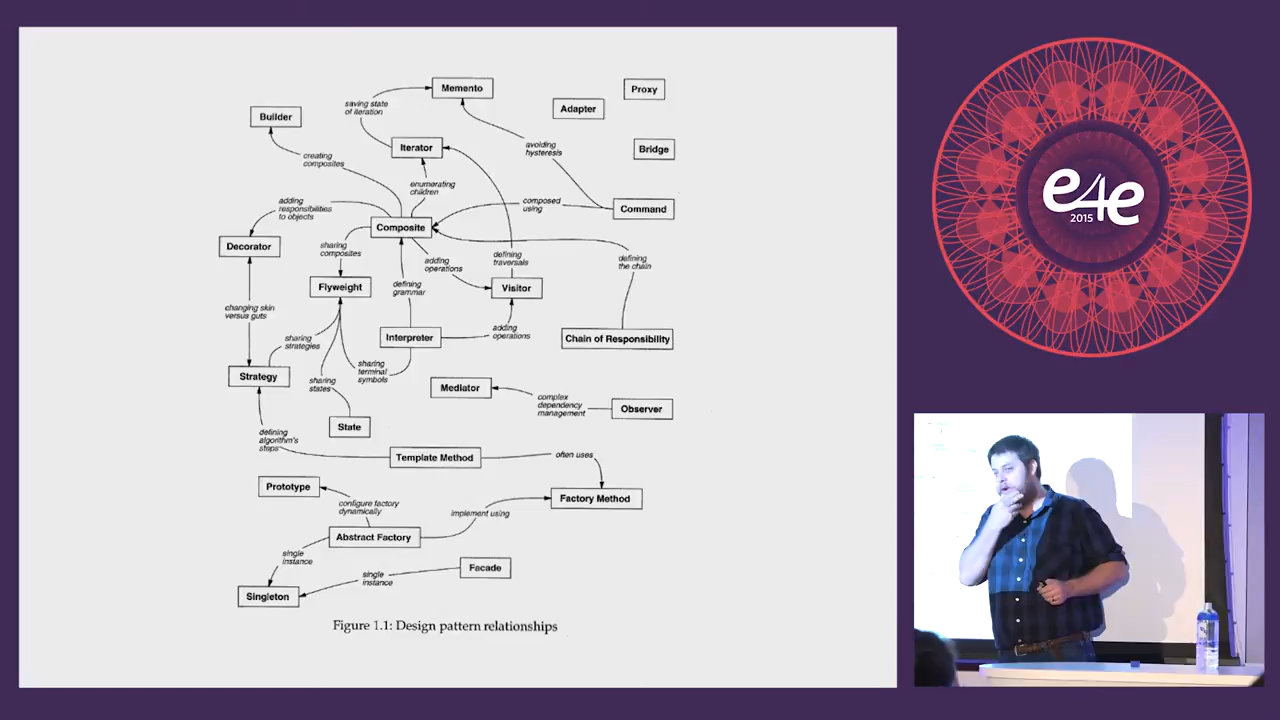 Memento
Proxy
Adapter
saving state
of iteration
Builder
Iterator
avoiding
hysteresis
Bridge
creating
composites
enumerating
children
adding
responsibilities
to objects
composed
using
Command
Composite
Decorator
sharing
composites
adding
operations
defining
traversals
defining
the chain
Flyweight
defining
grammar
Visitor
changing skin
versus guts
sharing
strategies
Interpreter
adding
operations
Chain of Responsibility
Strategy
sharing
states
sharing
terminal
symbols
Mediator
complex
dependency
management
Observer
State
defining
algorithm's
steps
Template Method
often uses
Prototype
configure factory
dynamically
implement using
Factory Method
Abstract Factory
single
instance
Facade
single
instance
Singleton
Figure 1.1: Design pattern relationships
e4e
2015